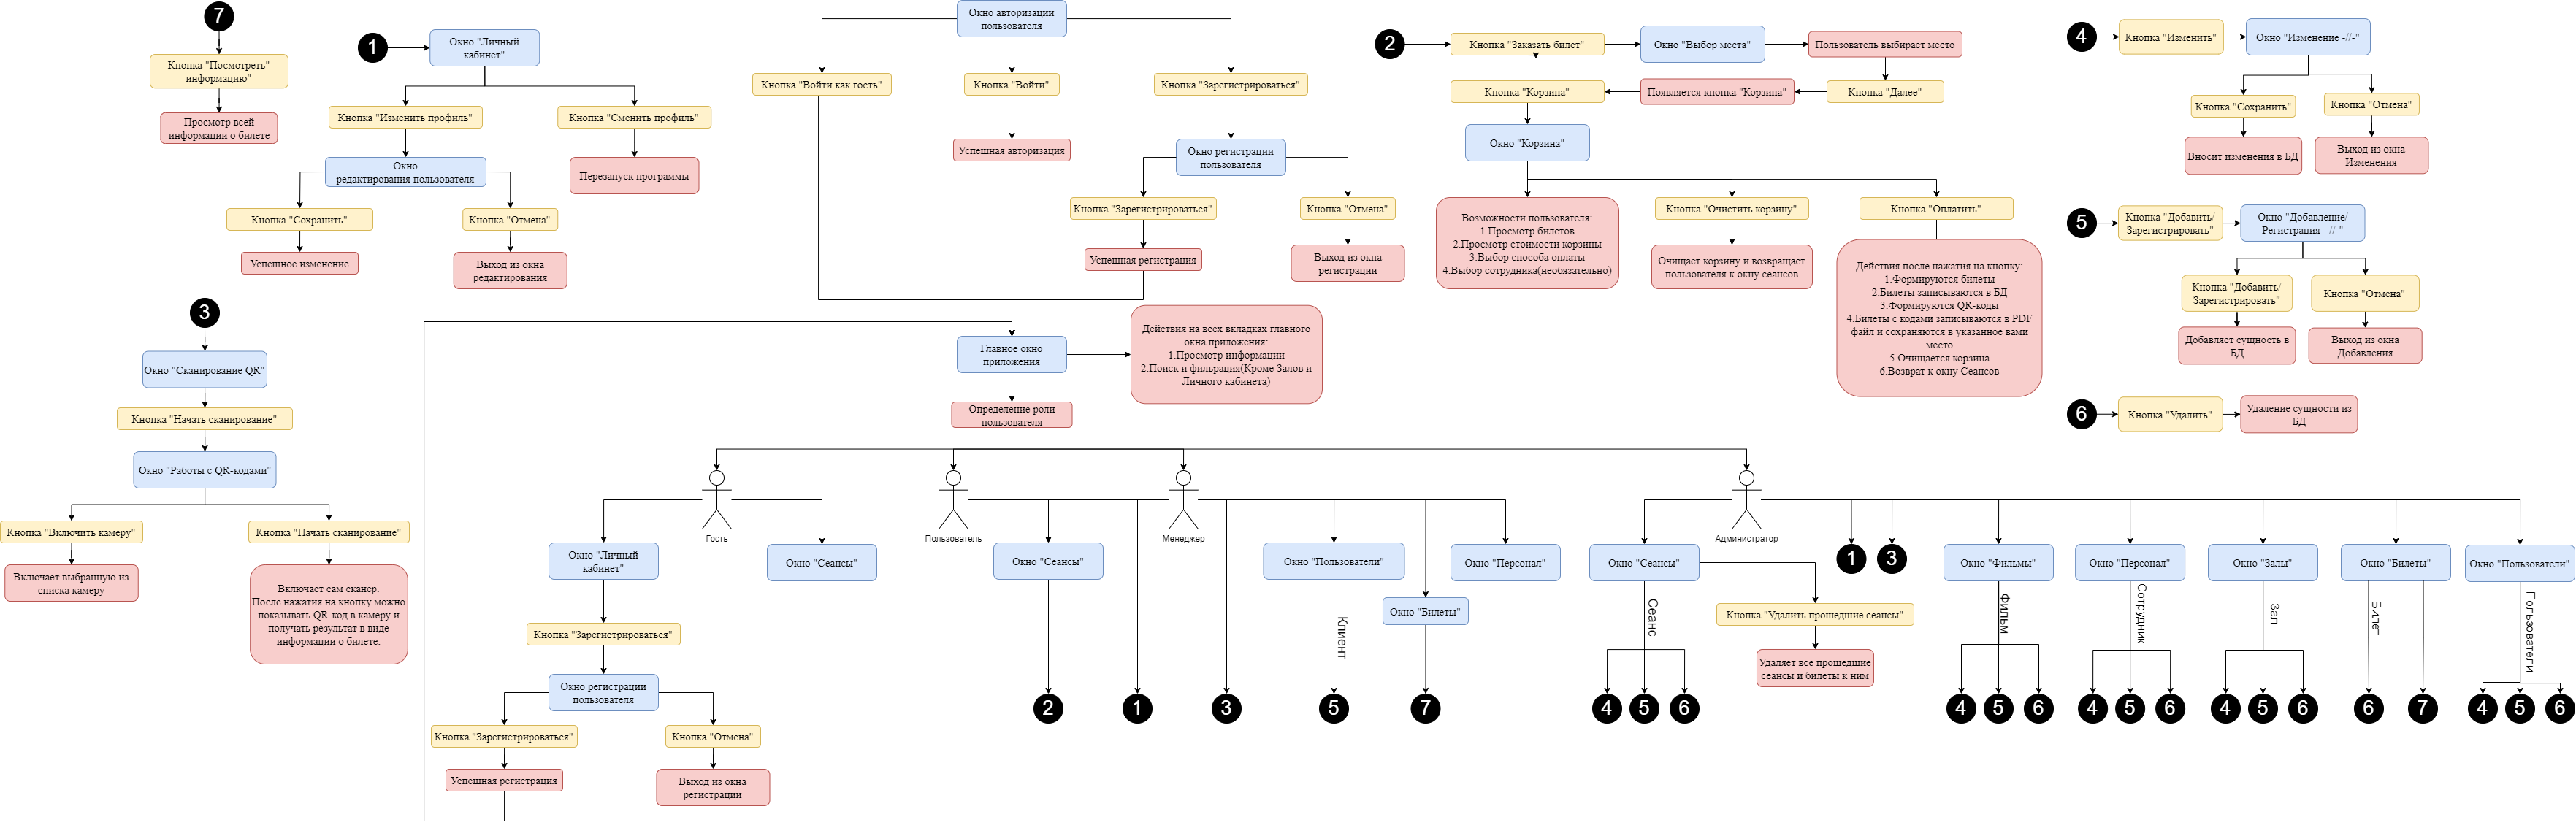 7
Кнопка "Посмотреть"
информацию"
Просмотр всей
информации о билете
1
Окно "Личный
кабинет"
Кнопка "Изменить профиль"
Кнопка "Сменить профиль"
Окно
редактирования пользователя
Перезапуск программы
Кнопка "Сохранить"
Кнопка "Отмена"
Успешное изменение
Выход из окна
редактирования
3
Окно "Сканирование QR"
Кнопка "Начать сканирование"
Окно "Работы с QR-кодами"
Кнопка "Включить камеру"
Кнопка "Начать сканирование"
Включает выбранную из
списка камеру
Включает сам сканер.
После нажатия на кнопку можно
показывать QR-код в камеру и
получать результат в виде
информации о билете.
Окно авторизации
пользователя
Кнопка "Войти как гость"
Кнопка "Войти"
Кнопка "Зарегистрироваться"
Успешная авторизация
Окно регистрации
пользователя
Кнопка "Зарегистрироваться"
Кнопка "Отмена"
Успешная регистрация
Выход из окна
регистрации
Главное окно
приложения
Действия на всех вкладках главного
окна приложения:
1.Просмотр информации
2.Поиск и фильрация(Кроме Залов и
Личного кабинета)
Определение роли
пользователя
2
Кнопка "Заказать билет"
Окно "Выбор места"
Пользователь выбирает место
Кнопка "Корзина"
Появляется кнопка "Корзина"
Кнопка "Далее"
Окно "Корзина"
Возможности пользователя:
1.Просмотр билетов
2.Просмотр стоимости корзины
3.Выбор способа оплаты
4.Выбор сотрудника(необязательно)
Кнопка "Очистить корзину"
Очищает корзину и возвращает
пользователя к окну сеансов
Кнопка "Оплатить"
Действия после нажатия на кнопку:
1.Формируются билеты
2.Билеты записываются в БД
3.Формируются QR-коды
4.Билеты с кодами записываются в PDF
файл и сохраняются в указанное вами
место
5.Очищается корзина
6.Возврат к окну Сеансов
4
Кнопка "Изменить"
Окно "Изменение -//-"
Кнопка "Сохранить"
Кнопка "Отмена"
Вносит изменения в БД
Выход из окна
Изменения
5
Кнопка "Добавить/
Зарегистрировать"
Окно "Добавление/
Регистрация -//-"
Кнопка "Добавить/
Зарегистрировать"
Кнопка "Отмена"
Добавляет сущность в
БД
Выход из окна
Добавления
6
Кнопка "Удалить"
Удаление сущности из
БД
Гость
Пользователь
Менеджер
Администратор
Окно "Личный
кабинет"
Окно "Сеансы"
Кнопка "Зарегистрироваться"
Окно регистрации
пользователя
Кнопка "Зарегистрироваться"
Кнопка "Отмена"
Успешная регистрация
Выход из окна
регистрации
Окно "Сеансы"
Окно "Пользователи"
Окно "Билеты"
Окно "Персонал"
Клиент
2
1
3
5
7
Окно "Сеансы"
Сеанс
Кнопка "Удалить прошедшие сеансы"
Удаляет все прошедшие
сеансы и билеты к ним
4
5
6
1
3
Окно "Фильмы"
Фильм
4
5
6
Окно "Персонал"
Сотрудник
4
5
6
Окно "Залы"
Зал
4
5
6
Окно "Билеты"
Билет
6
7
Окно "Пользователи"
Пользователи
4
5
6